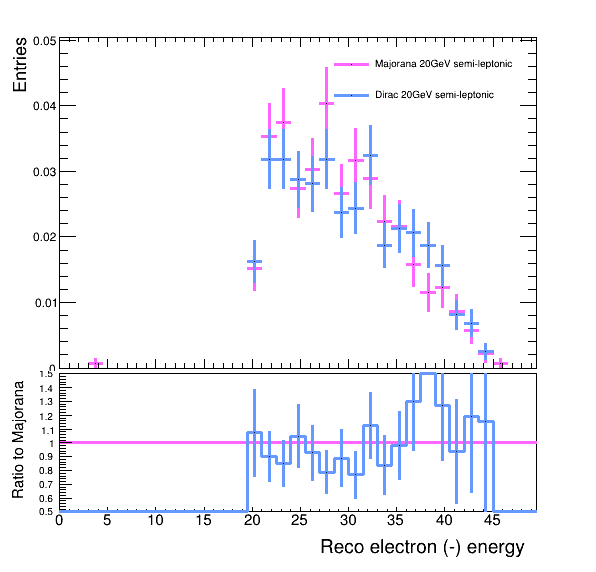 Entries
0.05
0.04
0.03
0.02
0.01
0
Majorana 20GeV semi-leptonic
Dirac 20GeV semi-leptonic
Ratio to Majorana
1.5
1.4
1.3
1.2
1.1
1
0.9
0.8
0.7
0.6
0.5
0 5 10 15 20 25 30 35 40 45
Reco electron (-) energy